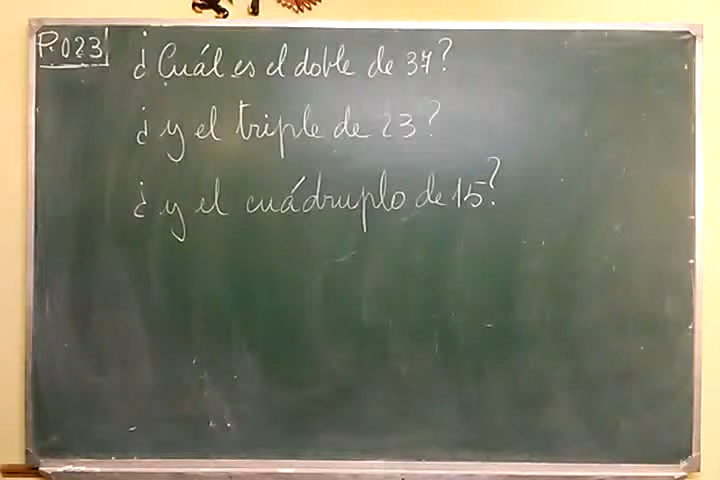 P.023
¿Cuál es el doble de 37?
¿y el triple de 23?
¿y el cuádruplo de 15?